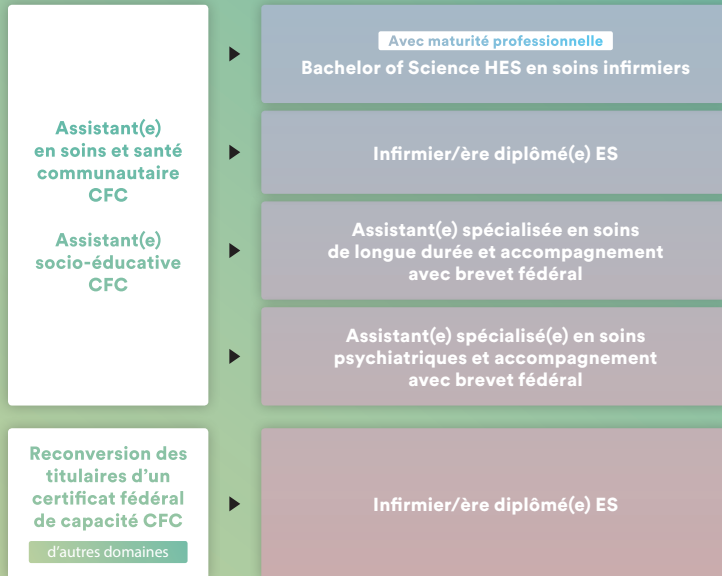 Assistant(e)
en soins et santé
communautaire
CFC
Assistant(e)
socio-éducative
CFC
Avec maturité professionnelle
Bachelor of Science HES en soins infirmiers
Infirmier/ère diplômé(e) ES
Assistant(e) spécialisée en soins
de longue durée et accompagnement
avec brevet fédéral
Assistant(e) spécialisé(e) en soins
psychiatriques et accompagnement
avec brevet fédéral
Reconversion des
titulaires d’un
certificat fédéral
de capacité CFC
d’autres domaines
Infirmier/ère diplômé(e) ES